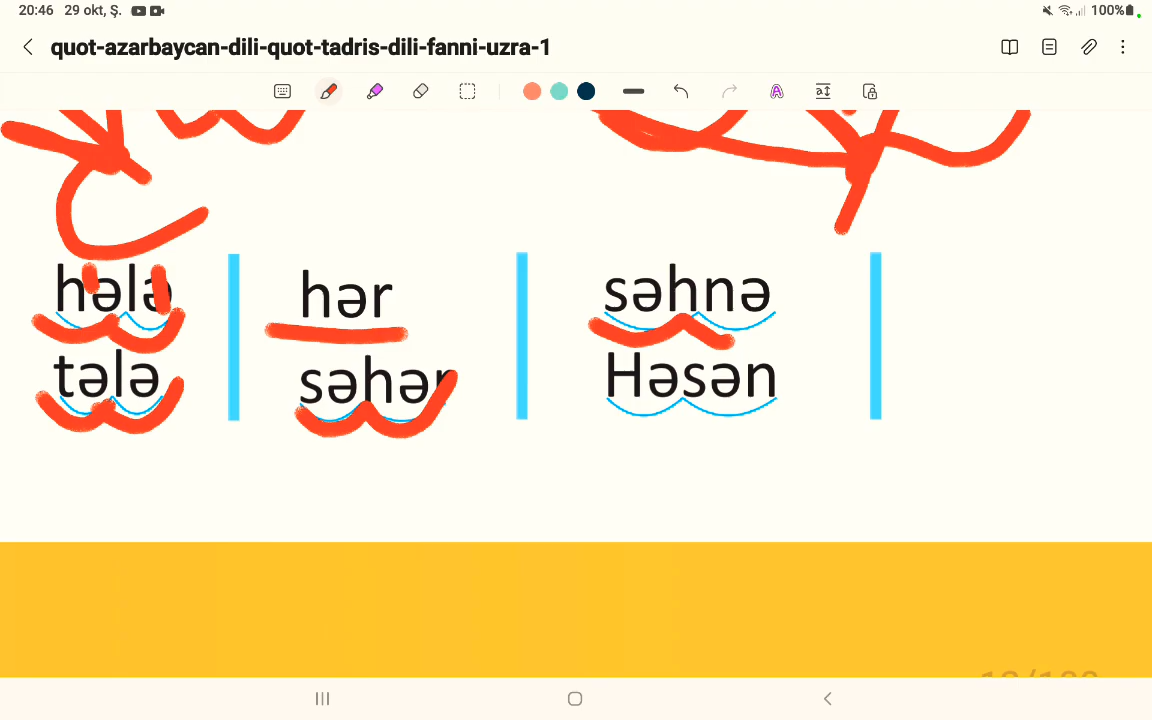 20:46 29 okt, Ş. 100%
quot-azarbaycan-dili-quot-tadris-dili-fanni-uzra-1
hələ
tələ
hər
səhər
səhnə
Həsən